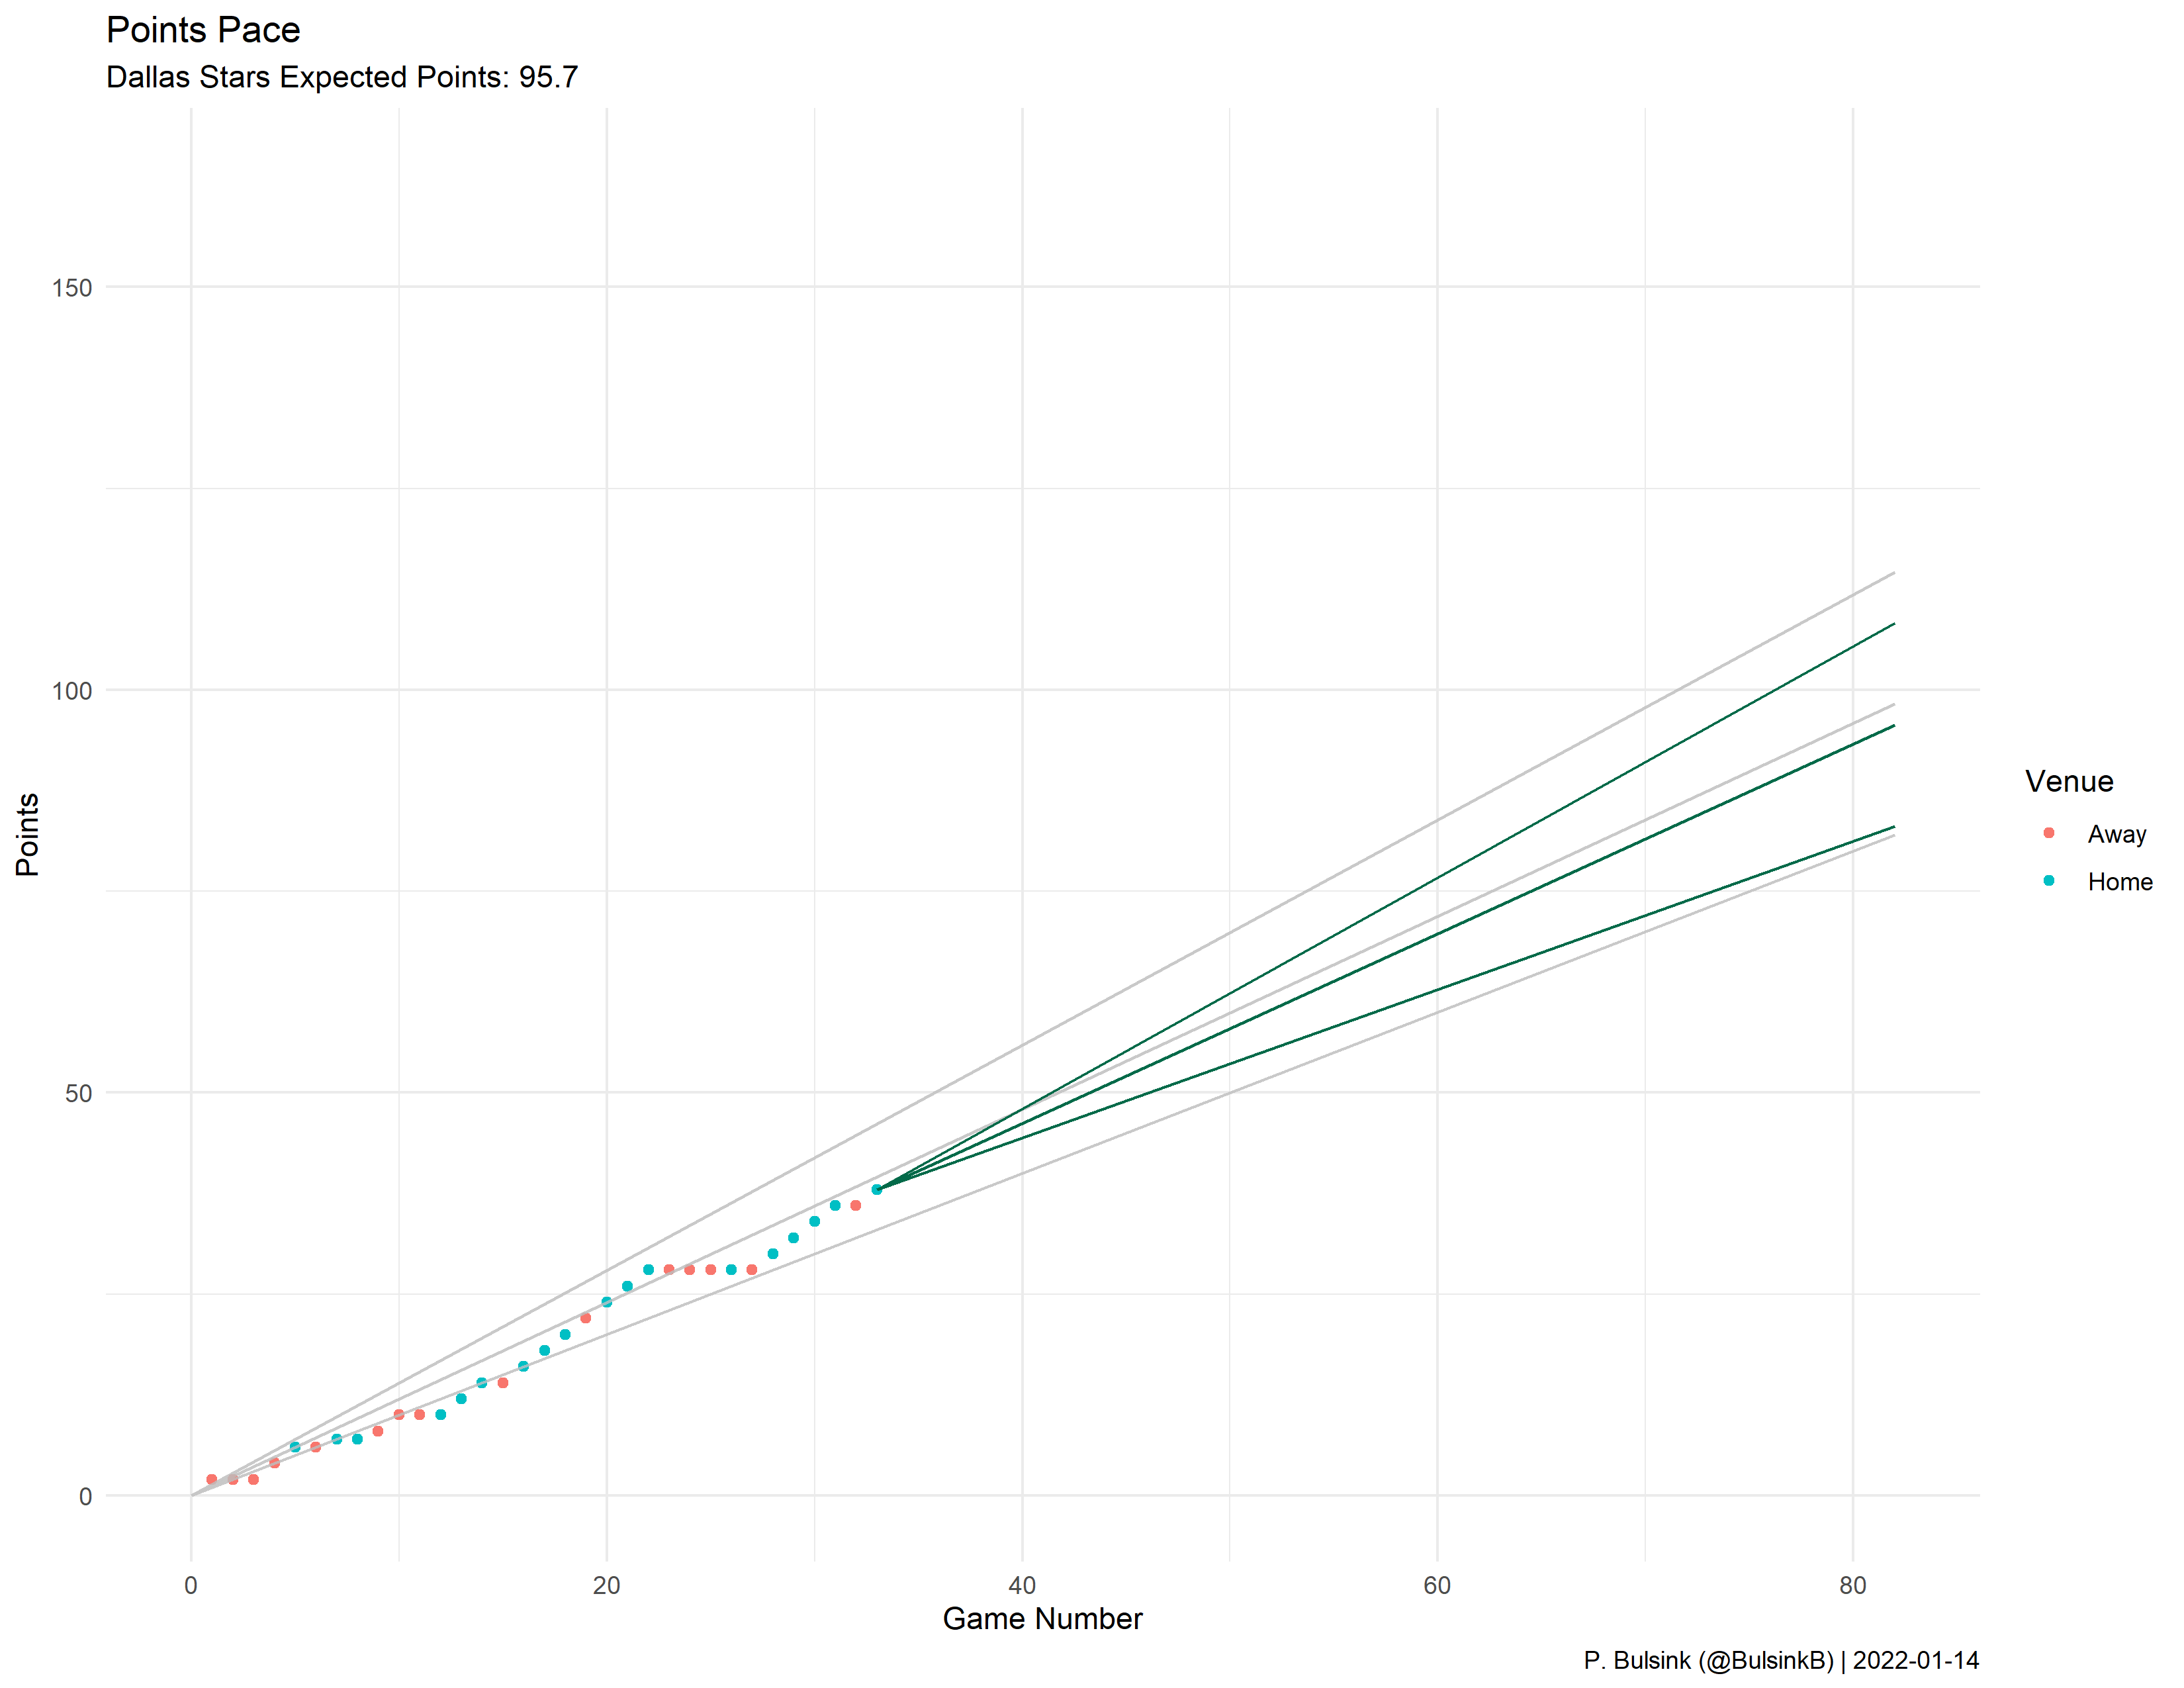 Points Pace
Dallas Stars Expected Points: 95.7
150
100
50
0
Points
0 20 40 60 80
Game Number
Venue
Away
Home
P. Bulsink (@BulsinkB) | 2022-01-14